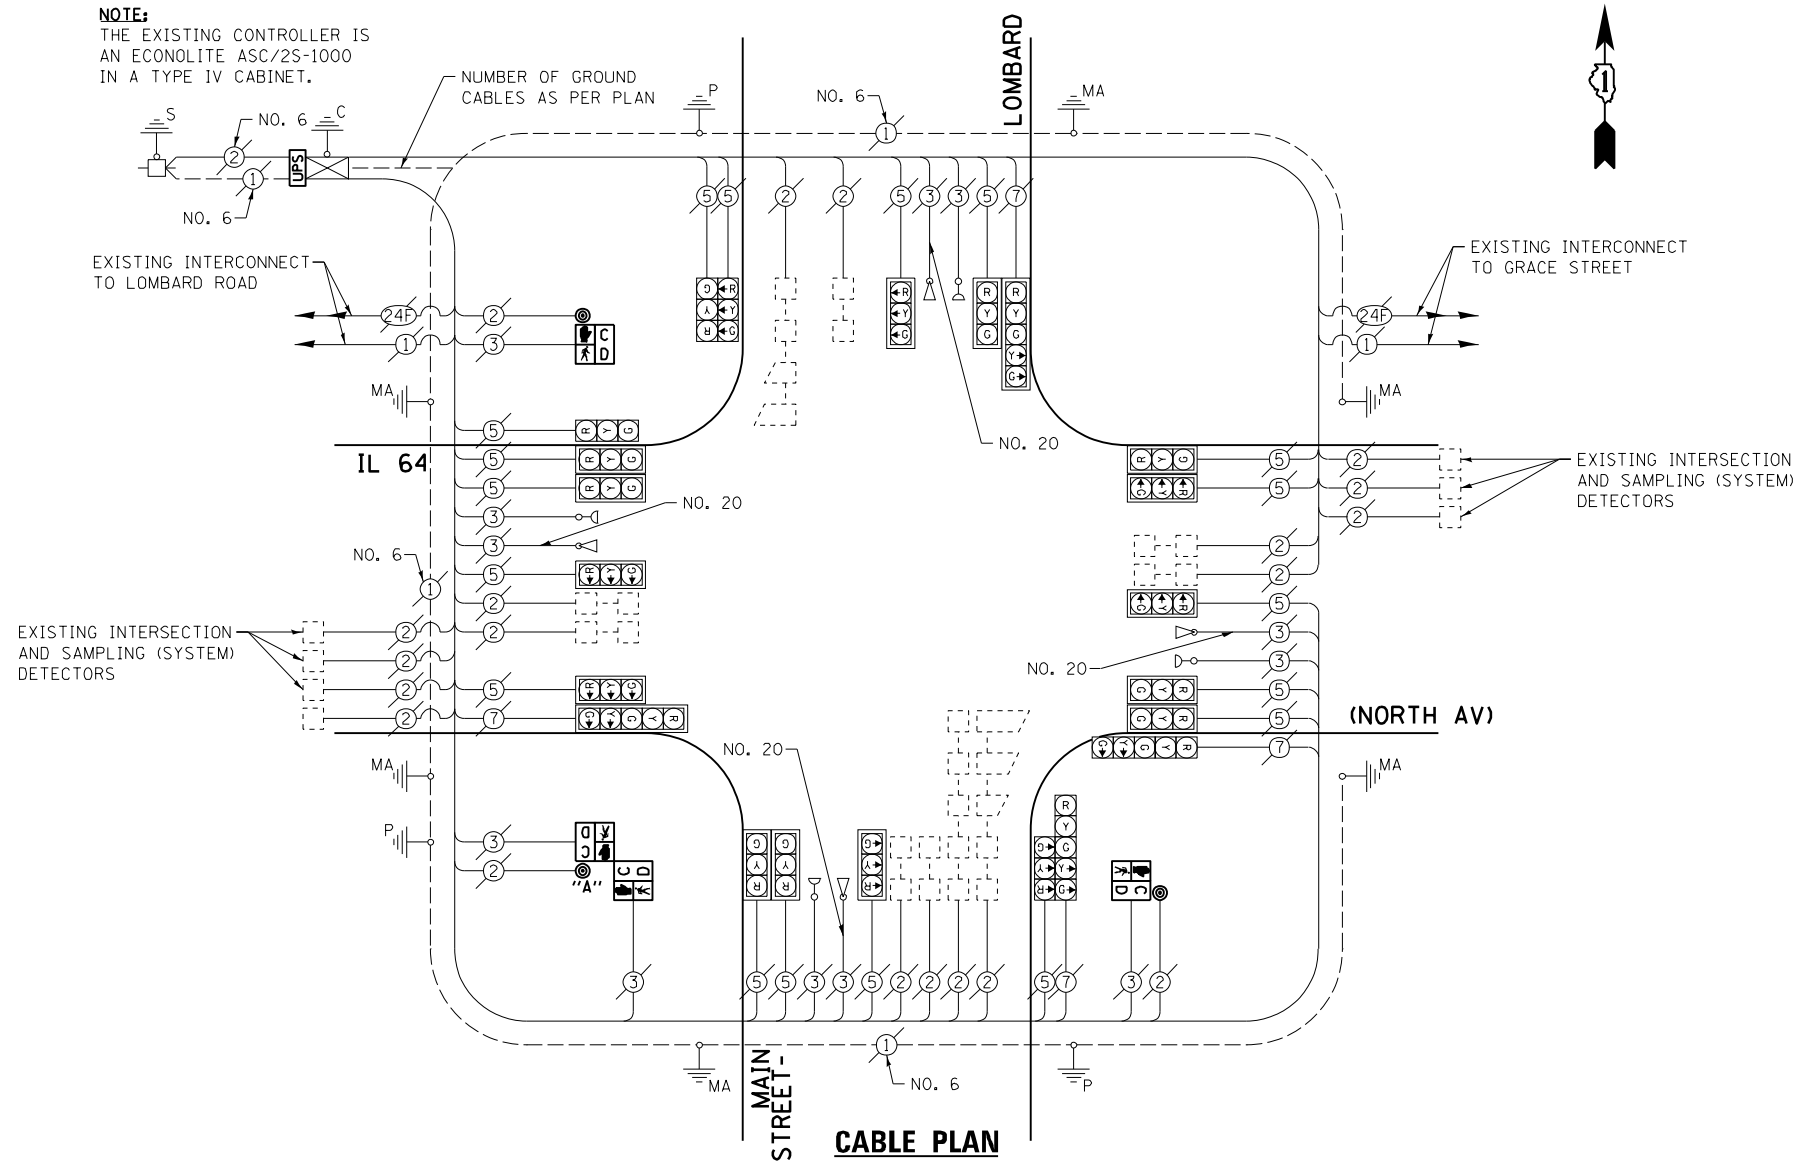 NOTE:
THE EXISTING CONTROLLER IS
AN ECONOLITE ASC/2S-1000
IN A TYPE IV CABINET.
NUMBER OF GROUND
CABLES AS PER PLAN
LOMBARD
1
S
NO. 6
C
P
NO. 6
MA
2
1
UPS
1
NO. 6
5 5 2 2 5 3 3 5 7
EXISTING INTERCONNECT
TO LOMBARD ROAD
EXISTING INTERCONNECT
TO GRACE STREET
24F 2
1 3
C
D
G R
Y Y
R G
R
Y
G
R
Y
G
R
Y
G
Y
G
24F
1
MA
MA
NO. 20
5 R Y G
IL 64
5 R Y G
5 R Y G
R Y G 5 2
G Y R 5 2
2
EXISTING INTERSECTION
AND SAMPLING (SYSTEM)
DETECTORS
NO. 20
3
3
NO. 6
5 R Y G
1
2
2
2
2
G Y R 5
3
3
NO. 20
EXISTING INTERSECTION
AND SAMPLING (SYSTEM)
DETECTORS
2 2
2
2 5 R Y G
2 7 G Y G Y R
G Y R 5
G Y R 5
G Y G Y R 7
(NORTH AV)
NO. 20
MA
MA
P
3
2
D
C
"A"
C D
G
Y
R
G
Y
R
G
Y
R
R
Y
G G
Y Y
R G
C
D
3 5 5 3 3 5 2 2 2 2 5 7 3 2
1
NO. 6
MA
P
MAIN
STREET-
CABLE PLAN